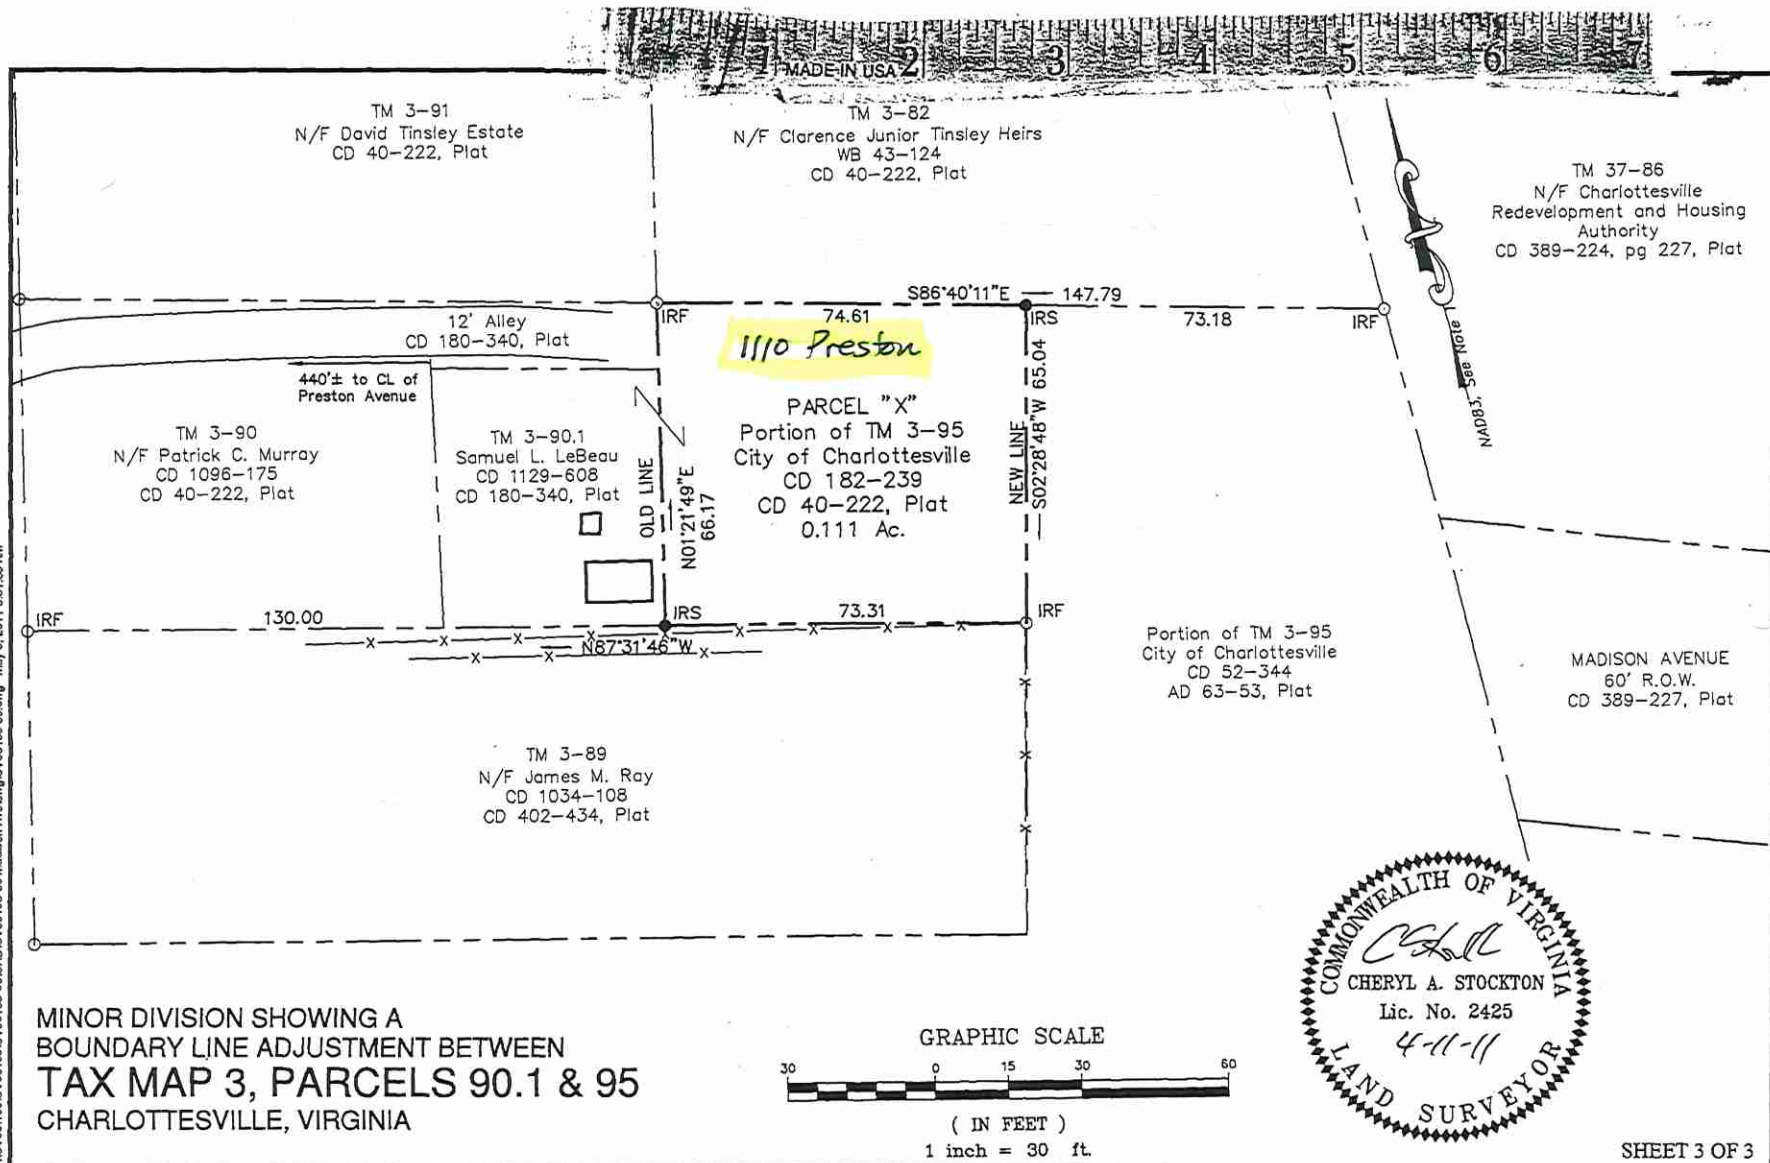 1 MADE IN USA 2 3 4 5 6 7
TM 3-91
N/F David Tinsley Estate
CD 40-222, Plat
TM 3-82
N/F Clarence Junior Tinsley Heirs
WB 43-124
CD 40-222, Plat
TM 37-86
N/F Charlottesville
Redevelopment and Housing
Authority
CD 389-224, pg 227, Plat
NAD83, See Note 1
S86°40'11"E 147.79
IRF
74.61
IRS
73.18
IRF
12' Alley
CD 180-340, Plat
1110 Preston
440'± to CL of
Preston Avenue
TM 3-90
N/F Patrick C. Murray
CD 1096-175
CD 40-222, Plat
TM 3-90.1
Samuel L. LeBeau
CD 1129-608
CD 180-340, Plat
OLD LINE
N01°21'49"E
66.17
PARCEL "X"
Portion of TM 3-95
City of Charlottesville
CD 182-239
CD 40-222, Plat
0.111 Ac.
NEW LINE
S02°28'48"W 65.04
IRF
130.00
IRS
73.31
IRF
X X X X X X X X X
X X N87°31'46"W X
X
X
X
Portion of TM 3-95
City of Charlottesville
CD 52-344
AD 63-53, Plat
MADISON AVENUE
60' R.O.W.
CD 389-227, Plat
TM 3-89
N/F James M. Ray
CD 1034-108
CD 402-434, Plat
MINOR DIVISION SHOWING A
BOUNDARY LINE ADJUSTMENT BETWEEN
TAX MAP 3, PARCELS 90.1 & 95
CHARLOTTESVILLE, VIRGINIA
GRAPHIC SCALE
30 0 15 30 60
( IN FEET )
1 inch = 30 ft.
COMMONWEALTH OF VIRGINIA
CHERYL A. STOCKTON
Lic. No. 2425
4-11-11
LAND SURVEYOR
SHEET 3 OF 3